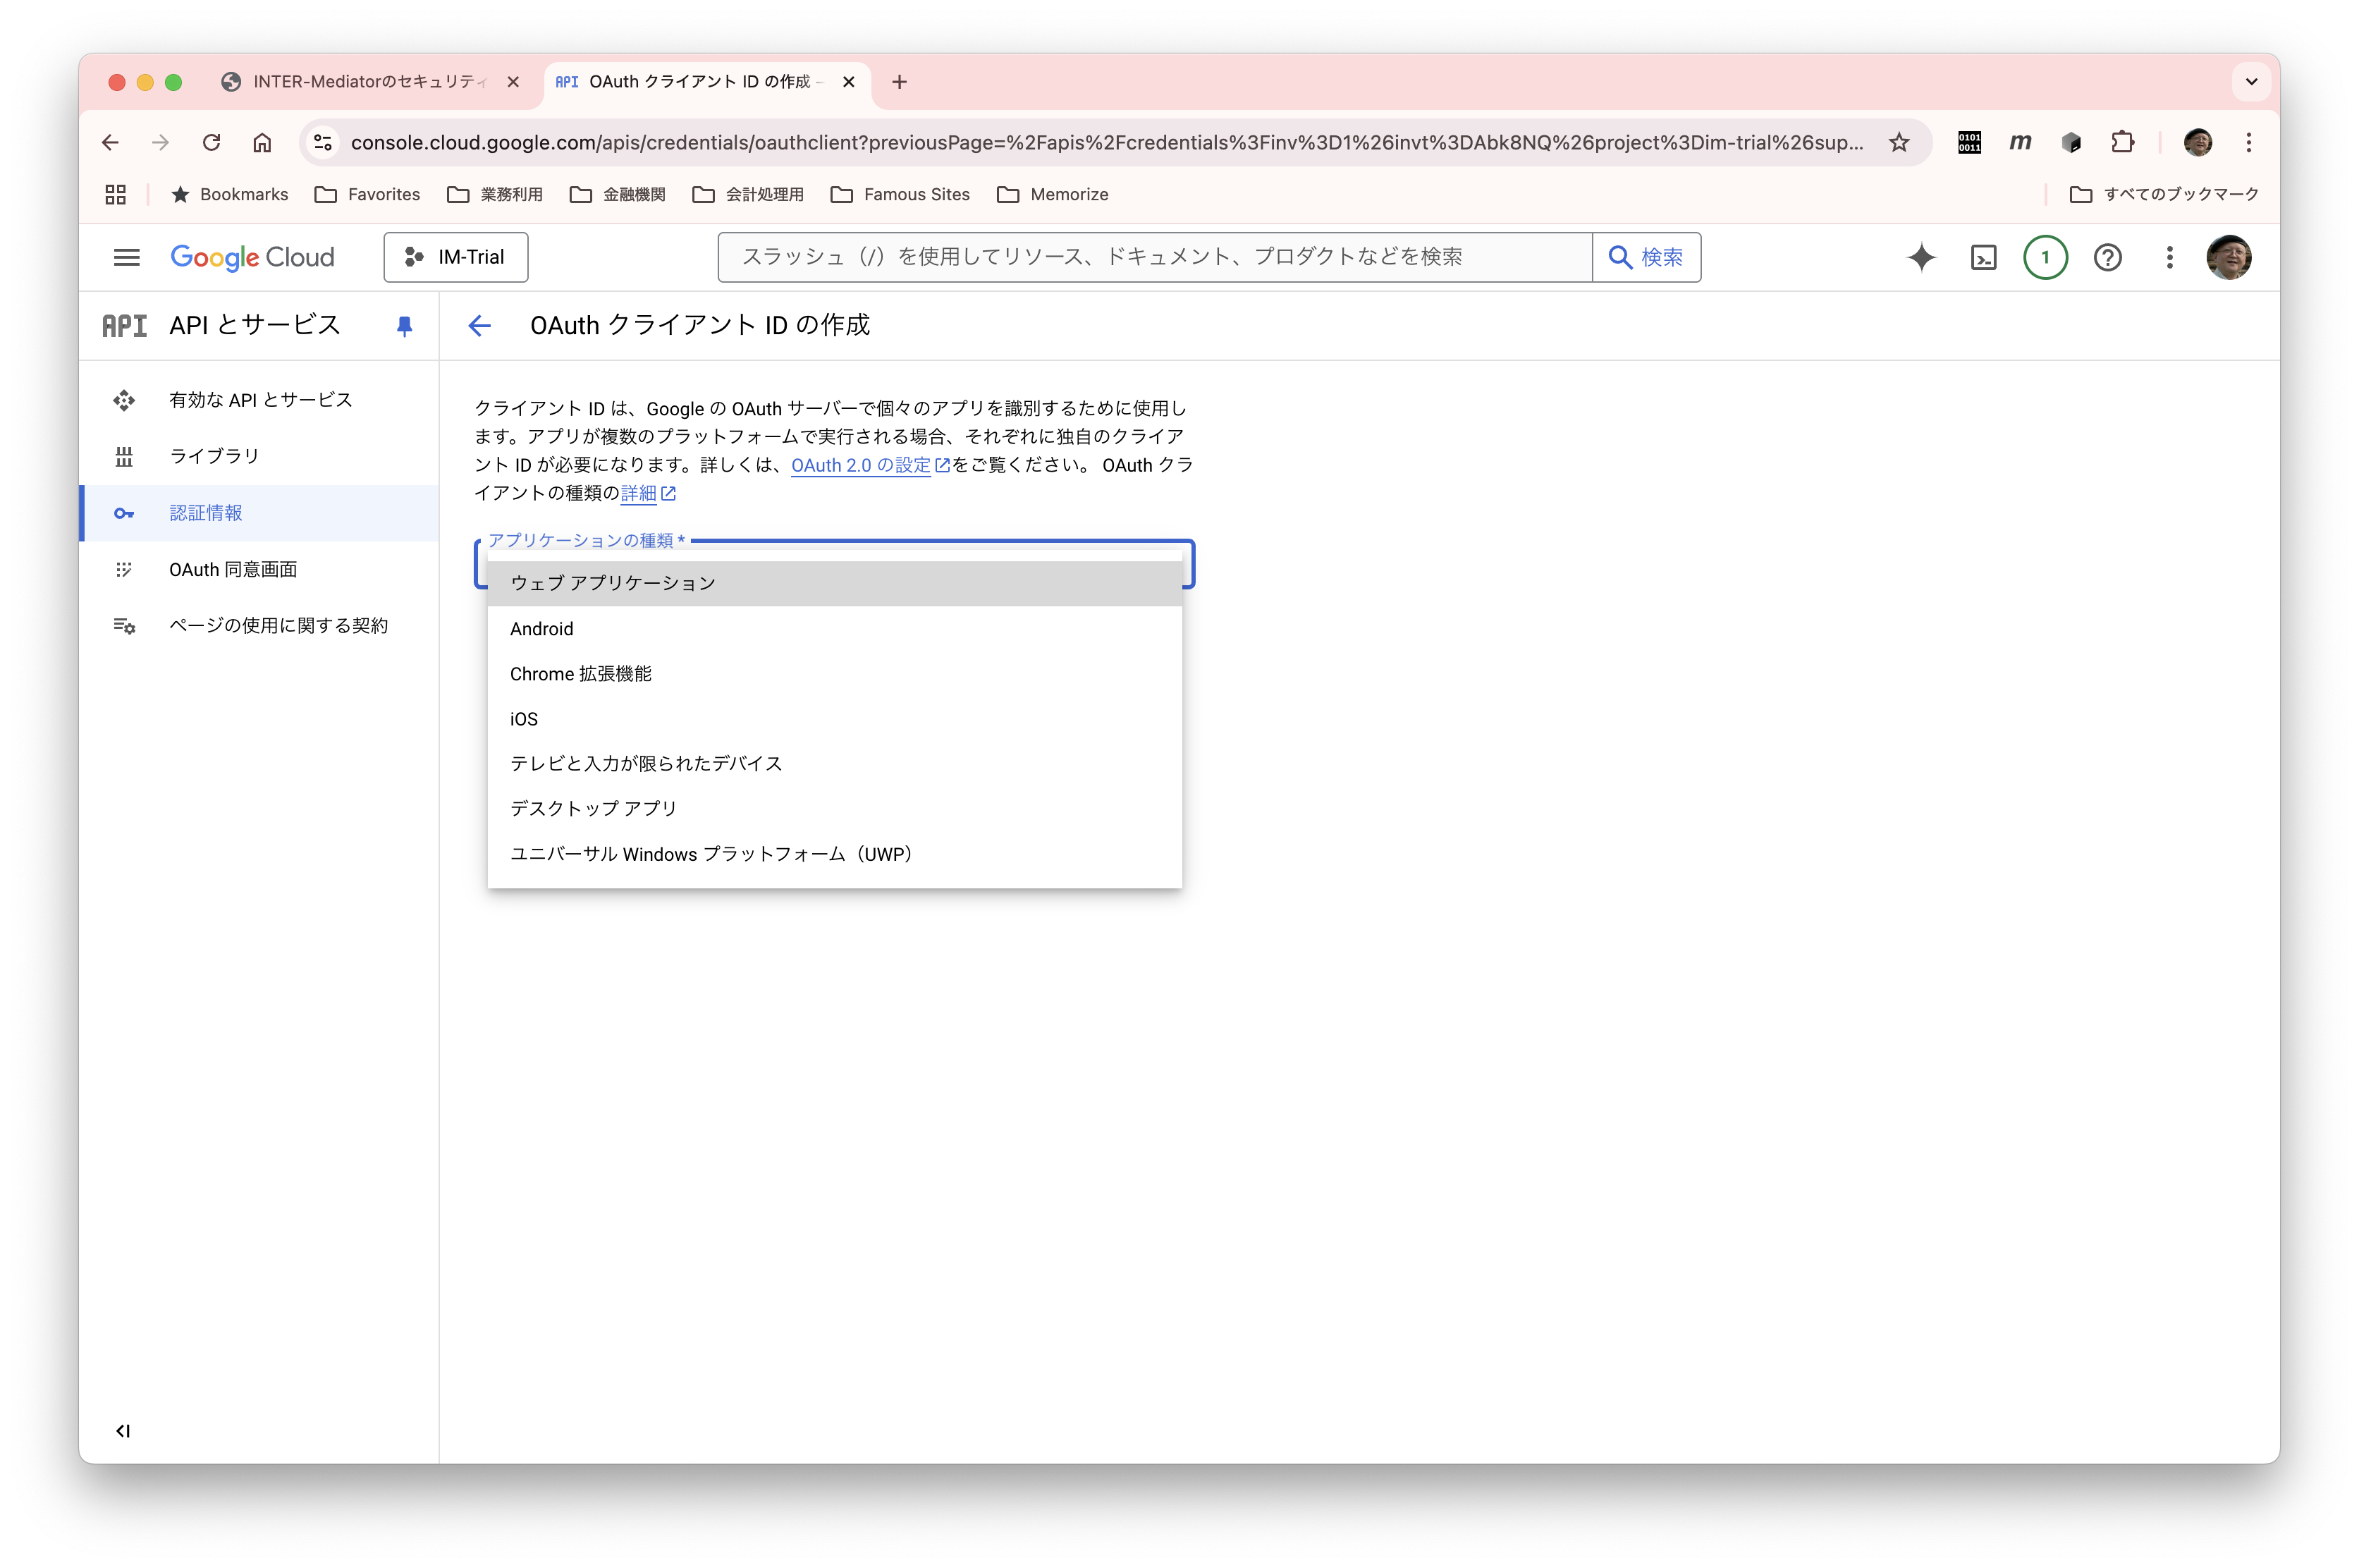 INTER-Mediatorのセキュリティ
API OAuth クライアント ID の作成 –
console.cloud.google.com/apis/credentials/oauthclient?previousPage=%2Fapis%2Fcredentials%3Finv%3D1%26invt%3DAbk8NQ%26project%3Dim-trial%26sup...
0101
0011
m
Bookmarks Favorites 業務利用 金融機関 会計処理用 Famous Sites Memorize すべてのブックマーク
Google Cloud IM-Trial スラッシュ（/）を使用してリソース、ドキュメント、プロダクトなどを検索 検索 1
API API とサービス
OAuth クライアント ID の作成
有効な API とサービス
ライブラリ
認証情報
OAuth 同意画面
ページの使用に関する契約
クライアント ID は、Google の OAuth サーバーで個々のアプリを識別するために使用し
ます。アプリが複数のプラットフォームで実行される場合、それぞれに独自のクライア
ント ID が必要になります。詳しくは、OAuth 2.0 の設定をご覧ください。 OAuth クラ
イアントの種類の詳細
アプリケーションの種類 *
ウェブ アプリケーション
Android
Chrome 拡張機能
iOS
テレビと入力が限られたデバイス
デスクトップ アプリ
ユニバーサル Windows プラットフォーム（UWP）